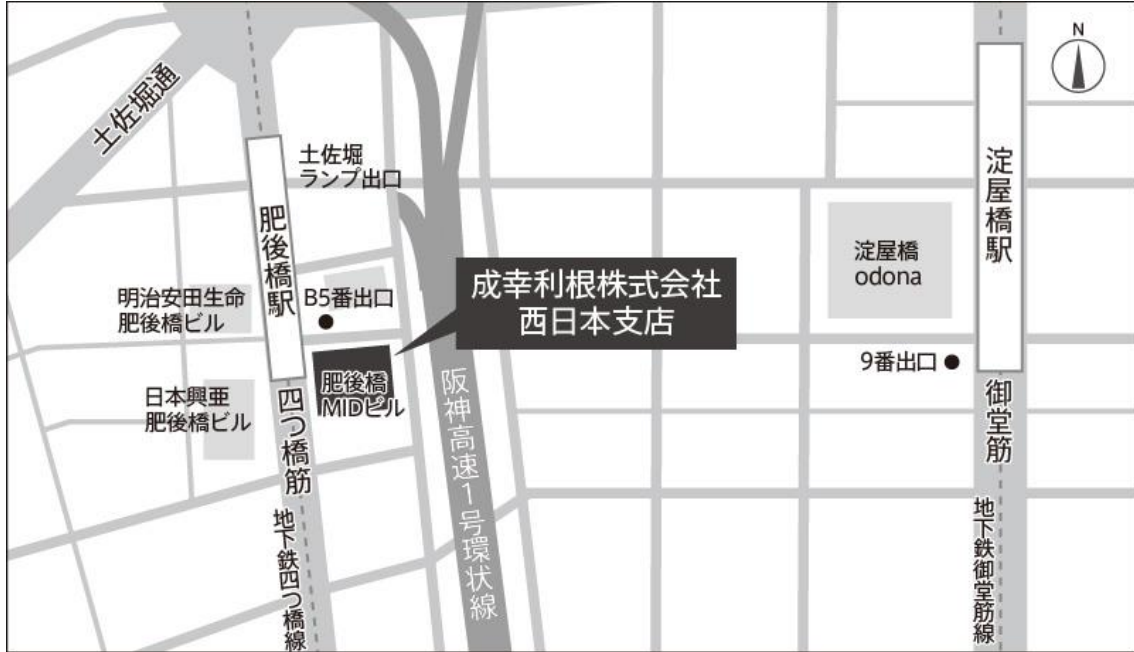 N
土佐堀通
土佐堀
ランプ出口
淀屋橋駅
肥後橋駅
淀屋橋
odona
成幸利根株式会社
西日本支店
明治安田生命
肥後橋ビル
B5番出口
9番出口
肥後橋
MIDビル
日本興亜
肥後橋ビル
四つ橋筋
阪神高速1号環状線
御堂筋
地下鉄四つ橋線
地下鉄御堂筋線